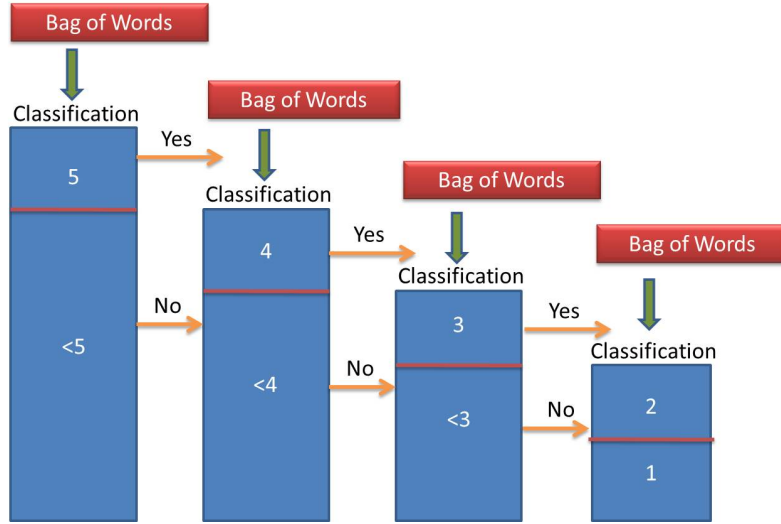 Bag of Words
Classification
5
<5
Yes
No
Bag of Words
Classification
4
<4
Yes
No
Bag of Words
Classification
3
<3
Yes
No
Bag of Words
Classification
2
1